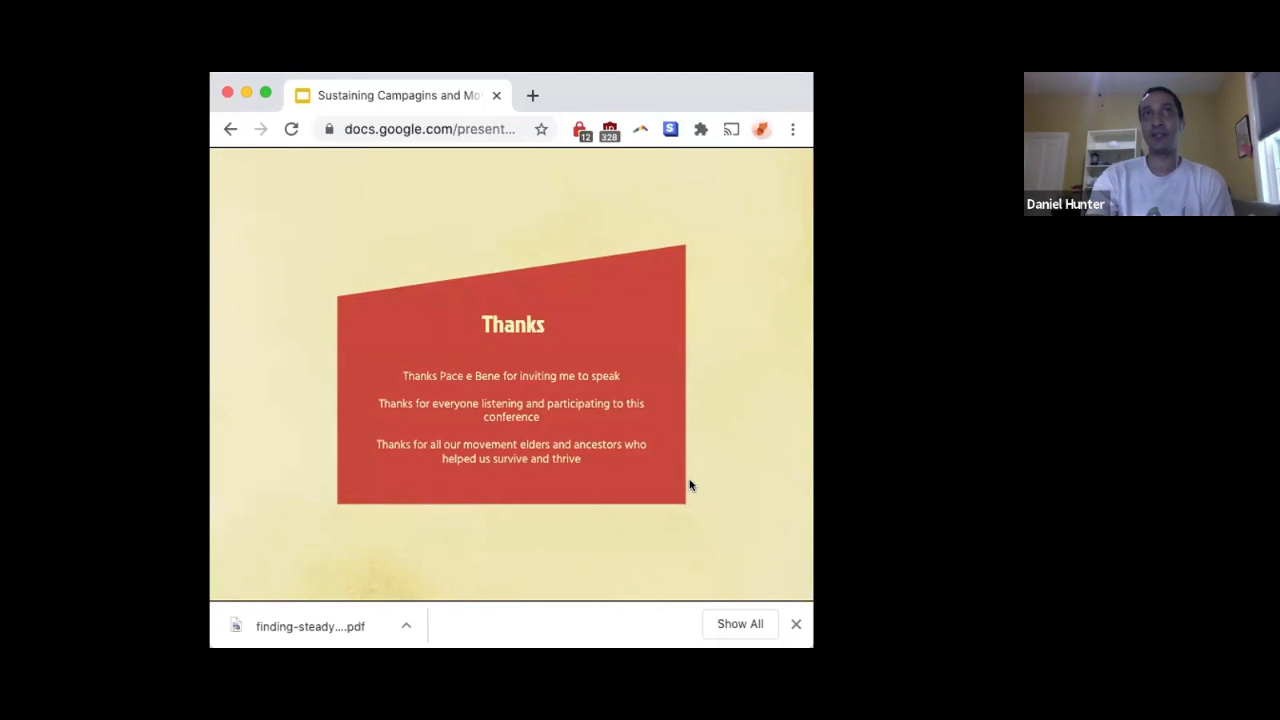 Sustaining Campagins and Mo
docs.google.com/present...
12
328
S
Daniel Hunter
Thanks
Thanks Pace e Bene for inviting me to speak
Thanks for everyone listening and participating to this
conference
Thanks for all our movement elders and ancestors who
helped us survive and thrive
finding-steady....pdf
Show All